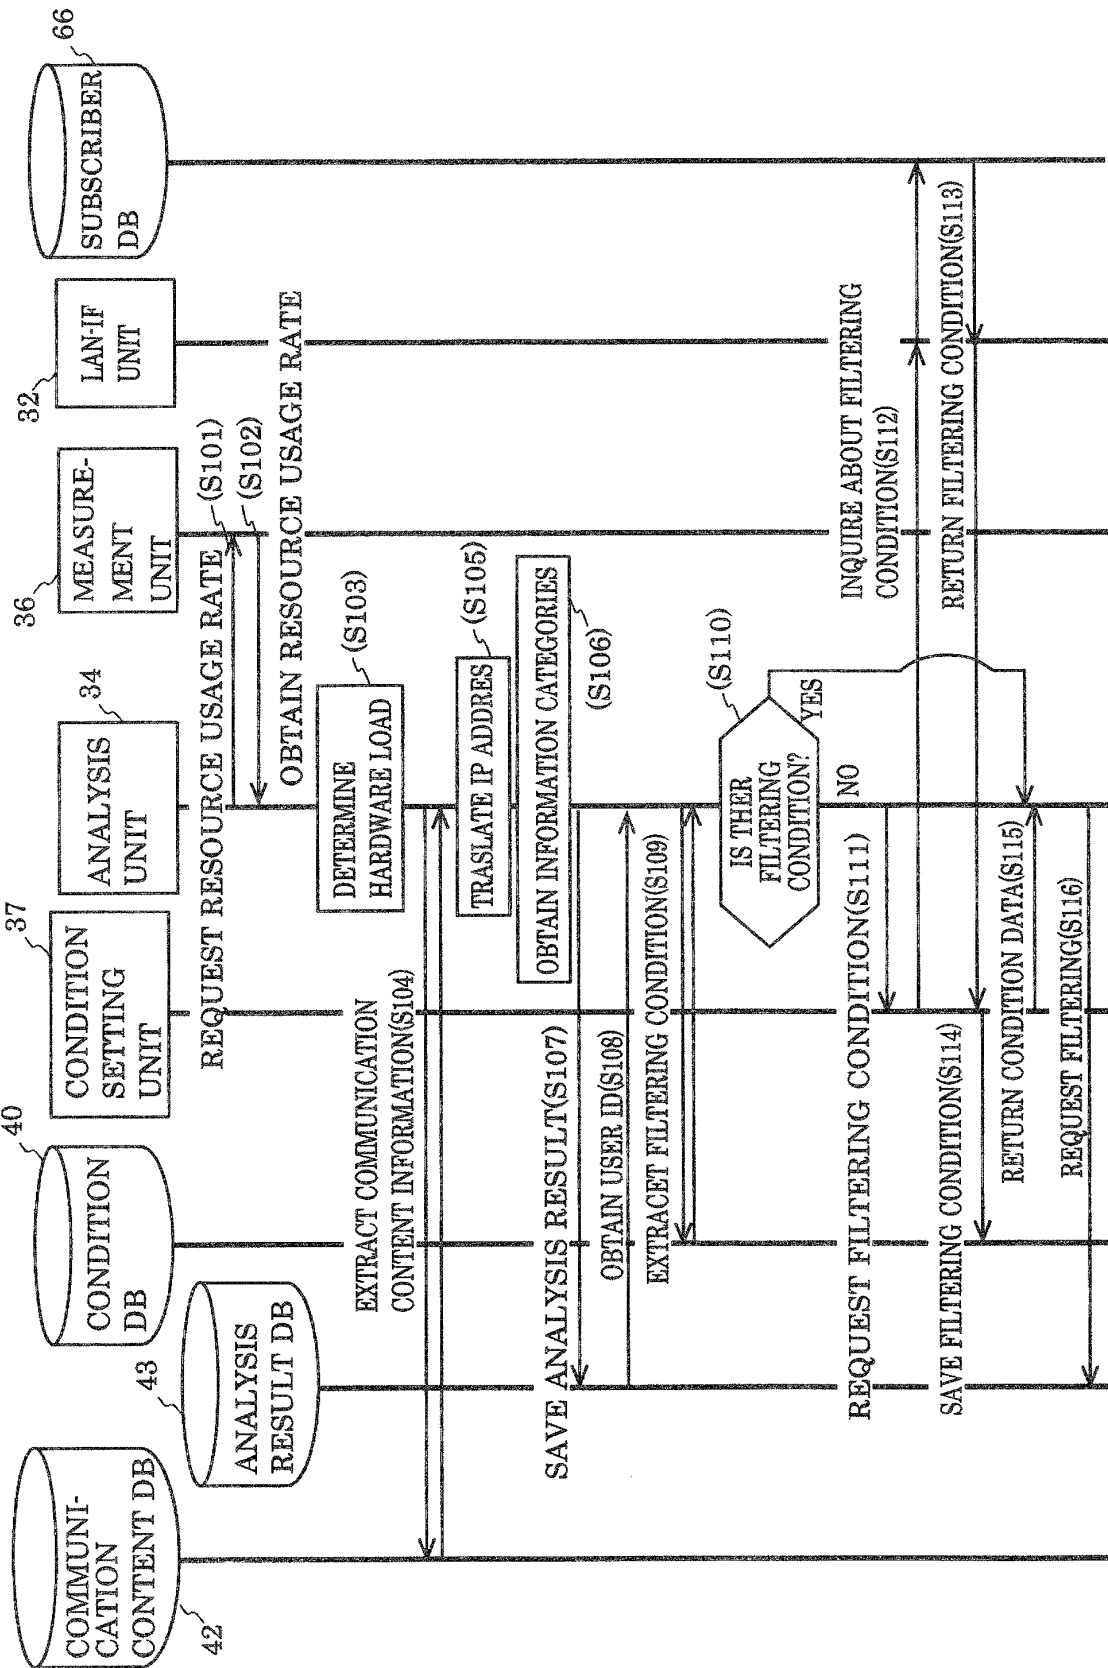 COMMUNI-
CATION
CONTENT DB
42
ANALYSIS
RESULT DB
43
CONDITION
DB
40
CONDITION
SETTING
UNIT
37
ANALYSIS
UNIT
34
MEASURE-
MENT
UNIT
36
LAN-IF
UNIT
32
SUBSCRIBER
DB
66
REQUEST RESOURCE USAGE RATE
(S101)
(S102)
OBTAIN RESOURCE USAGE RATE
DETERMINE
HARDWARE LOAD
(S103)
EXTRACT COMMUNICATION
CONTENT INFORMATION(S104)
TRASLATE IP ADDRES
(S105)
OBTAIN INFORMATION CATEGORIES
(S106)
SAVE ANALYSIS RESULT(S107)
OBTAIN USER ID(S108)
EXTRACET FILTERING CONDITION(S109)
IS THER
FILTERING
CONDITION?
(S110)
YES
NO
REQUEST FILTERING CONDITION(S111)
INQUIRE ABOUT FILTERING
CONDITION(S112)
RETURN FILTERING CONDITION(S113)
SAVE FILTERING CONDITION(S114)
RETURN CONDITION DATA(S115)
REQUEST FILTERING(S116)